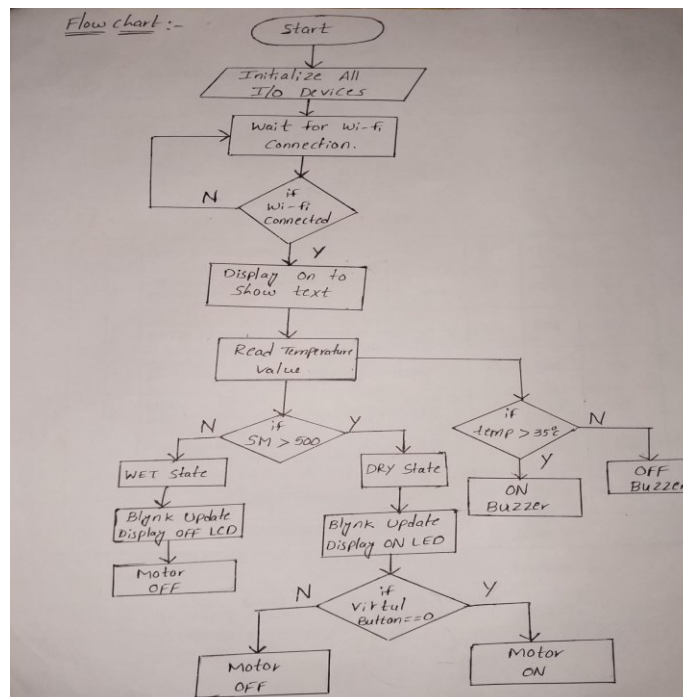 Flow chart :-
Start
Initialize All
I/O Devices
Wait for Wi-fi
Connection.
N
if
Wi-fi
Connected
Y
Display on to
Show text
Read Temperature
value
N
if
SM > 500
Y
if
temp > 35°c
N
Y
WET State
DRY State
ON
Buzzer
OFF
Buzzer
Blynk Update
Display OFF LCD
Blynk Update
Display ON LED
Motor
OFF
N
if
Virtul
Button==0
Y
Motor
OFF
Motor
ON